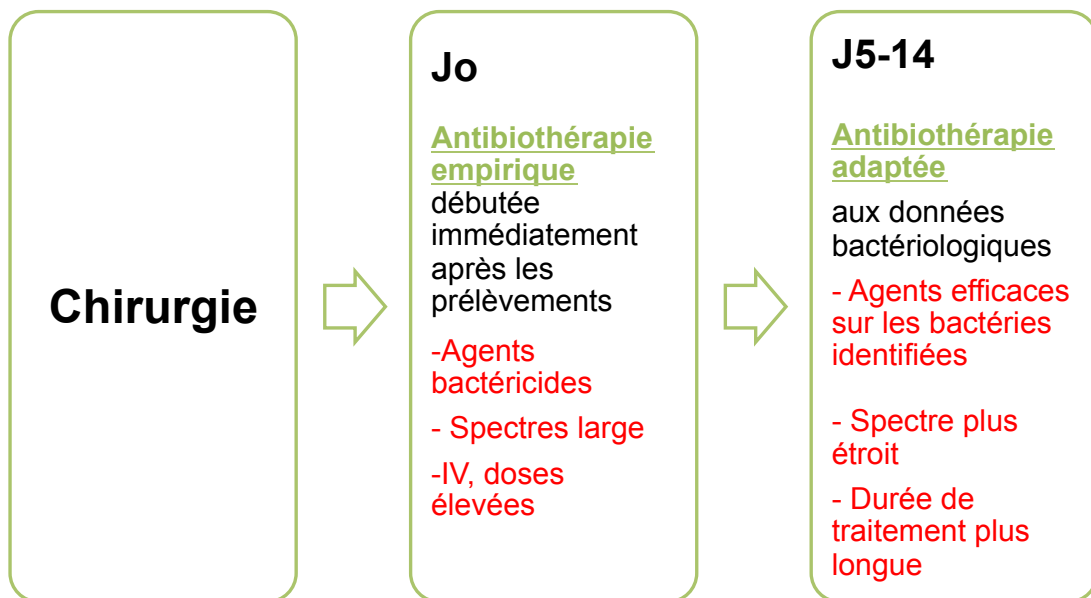 Chirurgie
Jo
Antibiothérapie
empirique
débutée
immédiatement
après les
prélèvements
-Agents
bactéricides
- Spectres large
-IV, doses
élevées
J5-14
Antibiothérapie
adaptée
aux données
bactériologiques
- Agents efficaces
sur les bactéries
identifiées
- Spectre plus
étroit
- Durée de
traitement plus
longue